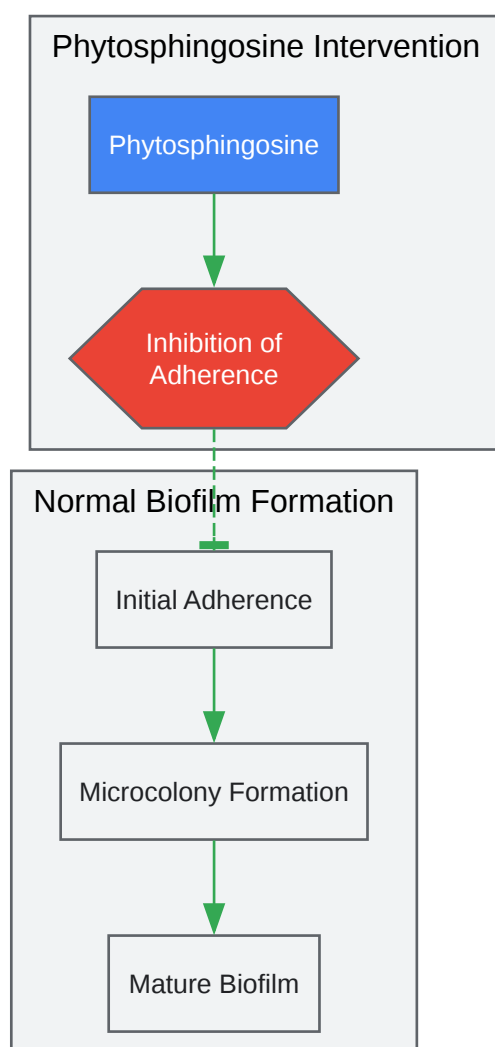 Phytosphingosine Intervention
Phytosphingosine
Inhibition of
Adherence
Normal Biofilm Formation
Initial Adherence
Microcolony Formation
Mature Biofilm